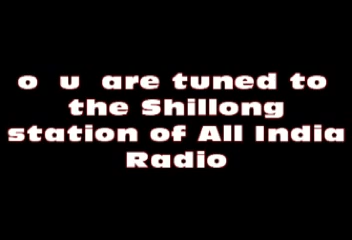 o u are tuned to
the Shillong
station of All India
Radio